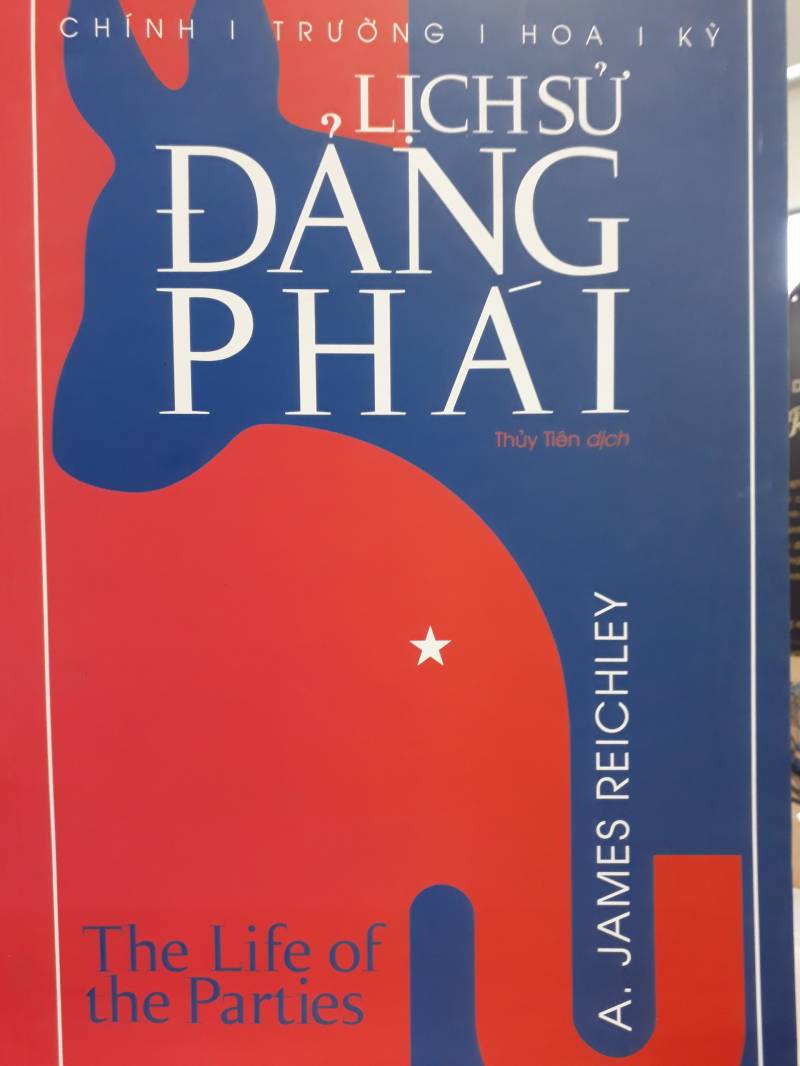 CHÍNH | TRƯỜNG | HOA | KỲ
LỊCH SỬ
ĐẢNG
PHÁI
Thủy Tiên dịch
A. JAMES REICHLEY
The Life of
the Parties